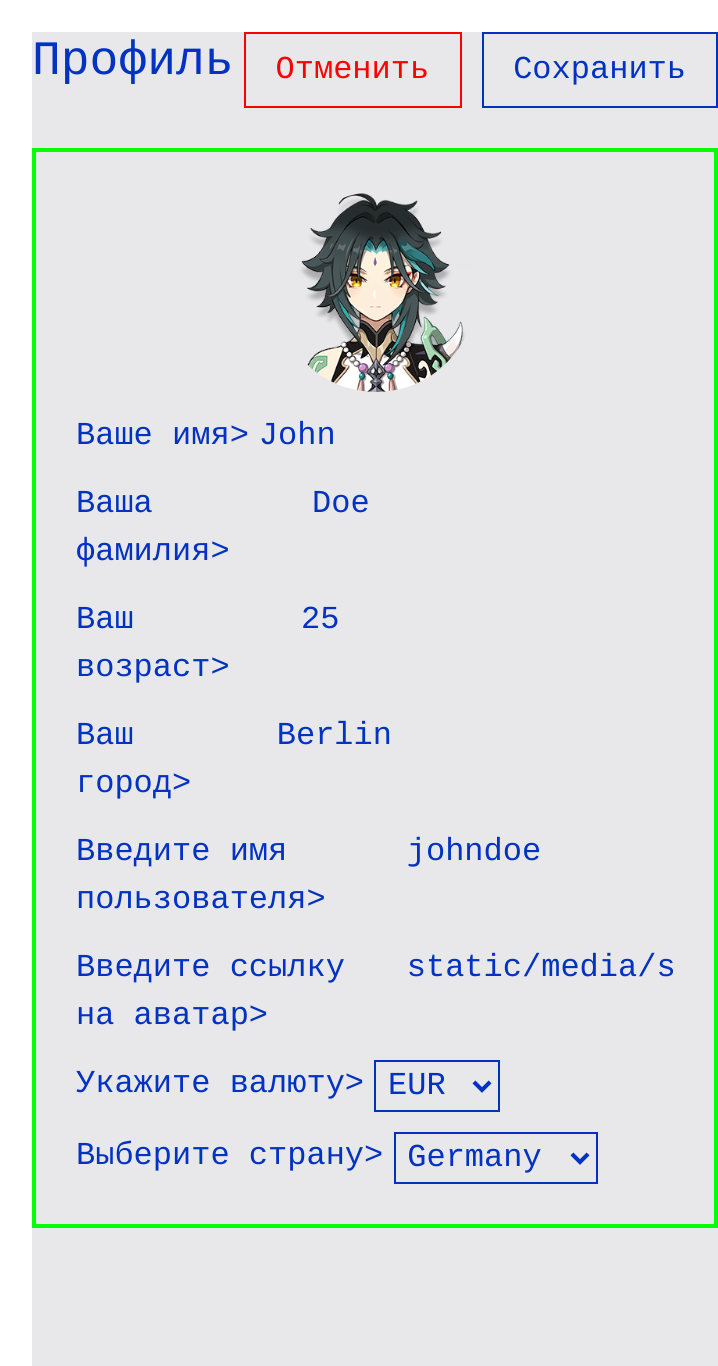 Профиль Отменить Сохранить
Ваше имя> John
Ваша Doe
фамилия>
Ваш 25
возраст>
Ваш Berlin
город>
Введите имя johndoe
пользователя>
Введите ссылку static/media/s
на аватар>
Укажите валюту> EUR
Выберите страну> Germany